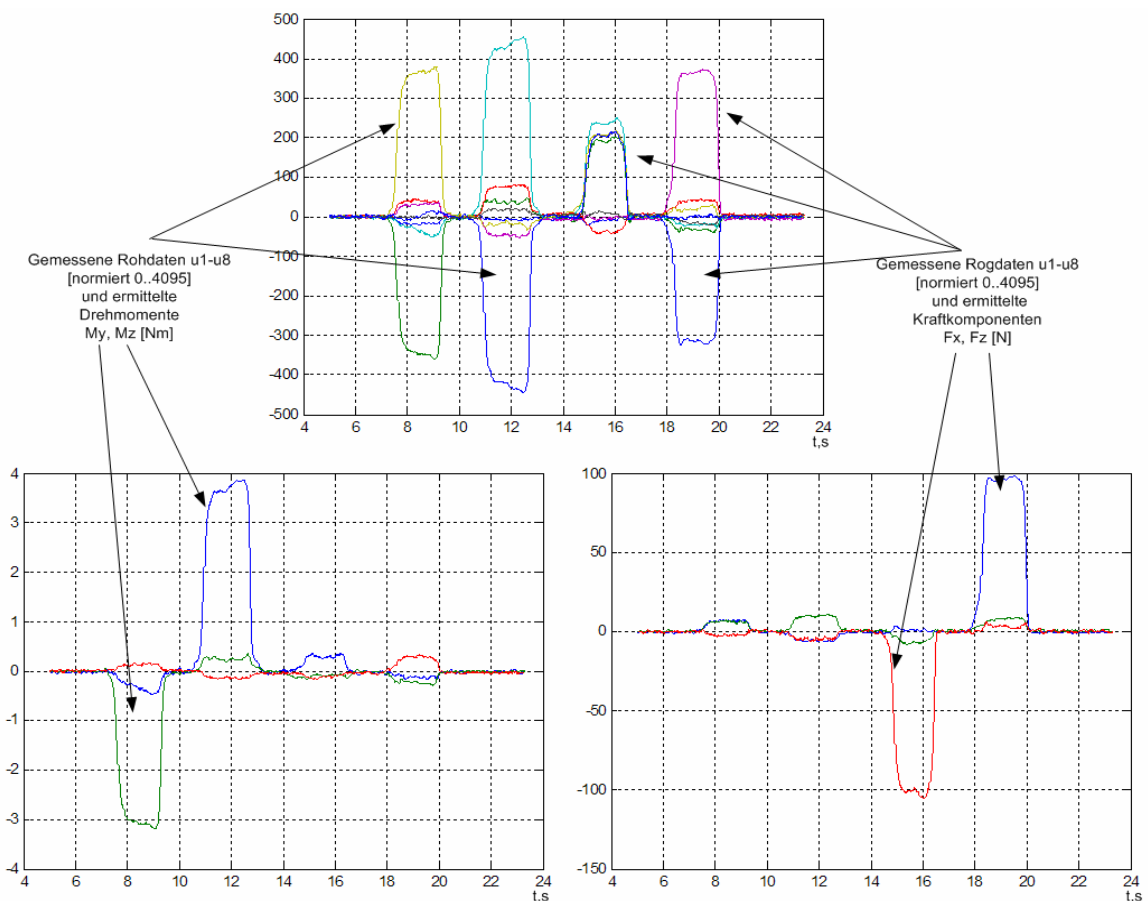 500
400
300
200
100
0
-100
-200
-300
-400
-500
4 6 8 10 12 14 16 18 20 22 24
t,s
Gemessene Rohdaten u1-u8
[normiert 0..4095]
und ermittelte
Drehmomente
My, Mz [Nm]
Gemessene Rogdaten u1-u8
[normiert 0..4095]
und ermittelte
Kraftkomponenten
Fx, Fz [N]
4
3
2
1
0
-1
-2
-3
-4
4 6 8 10 12 14 16 18 20 22 24
t,s
100
50
0
-50
-100
-150
4 6 8 10 12 14 16 18 20 22 24
t,s